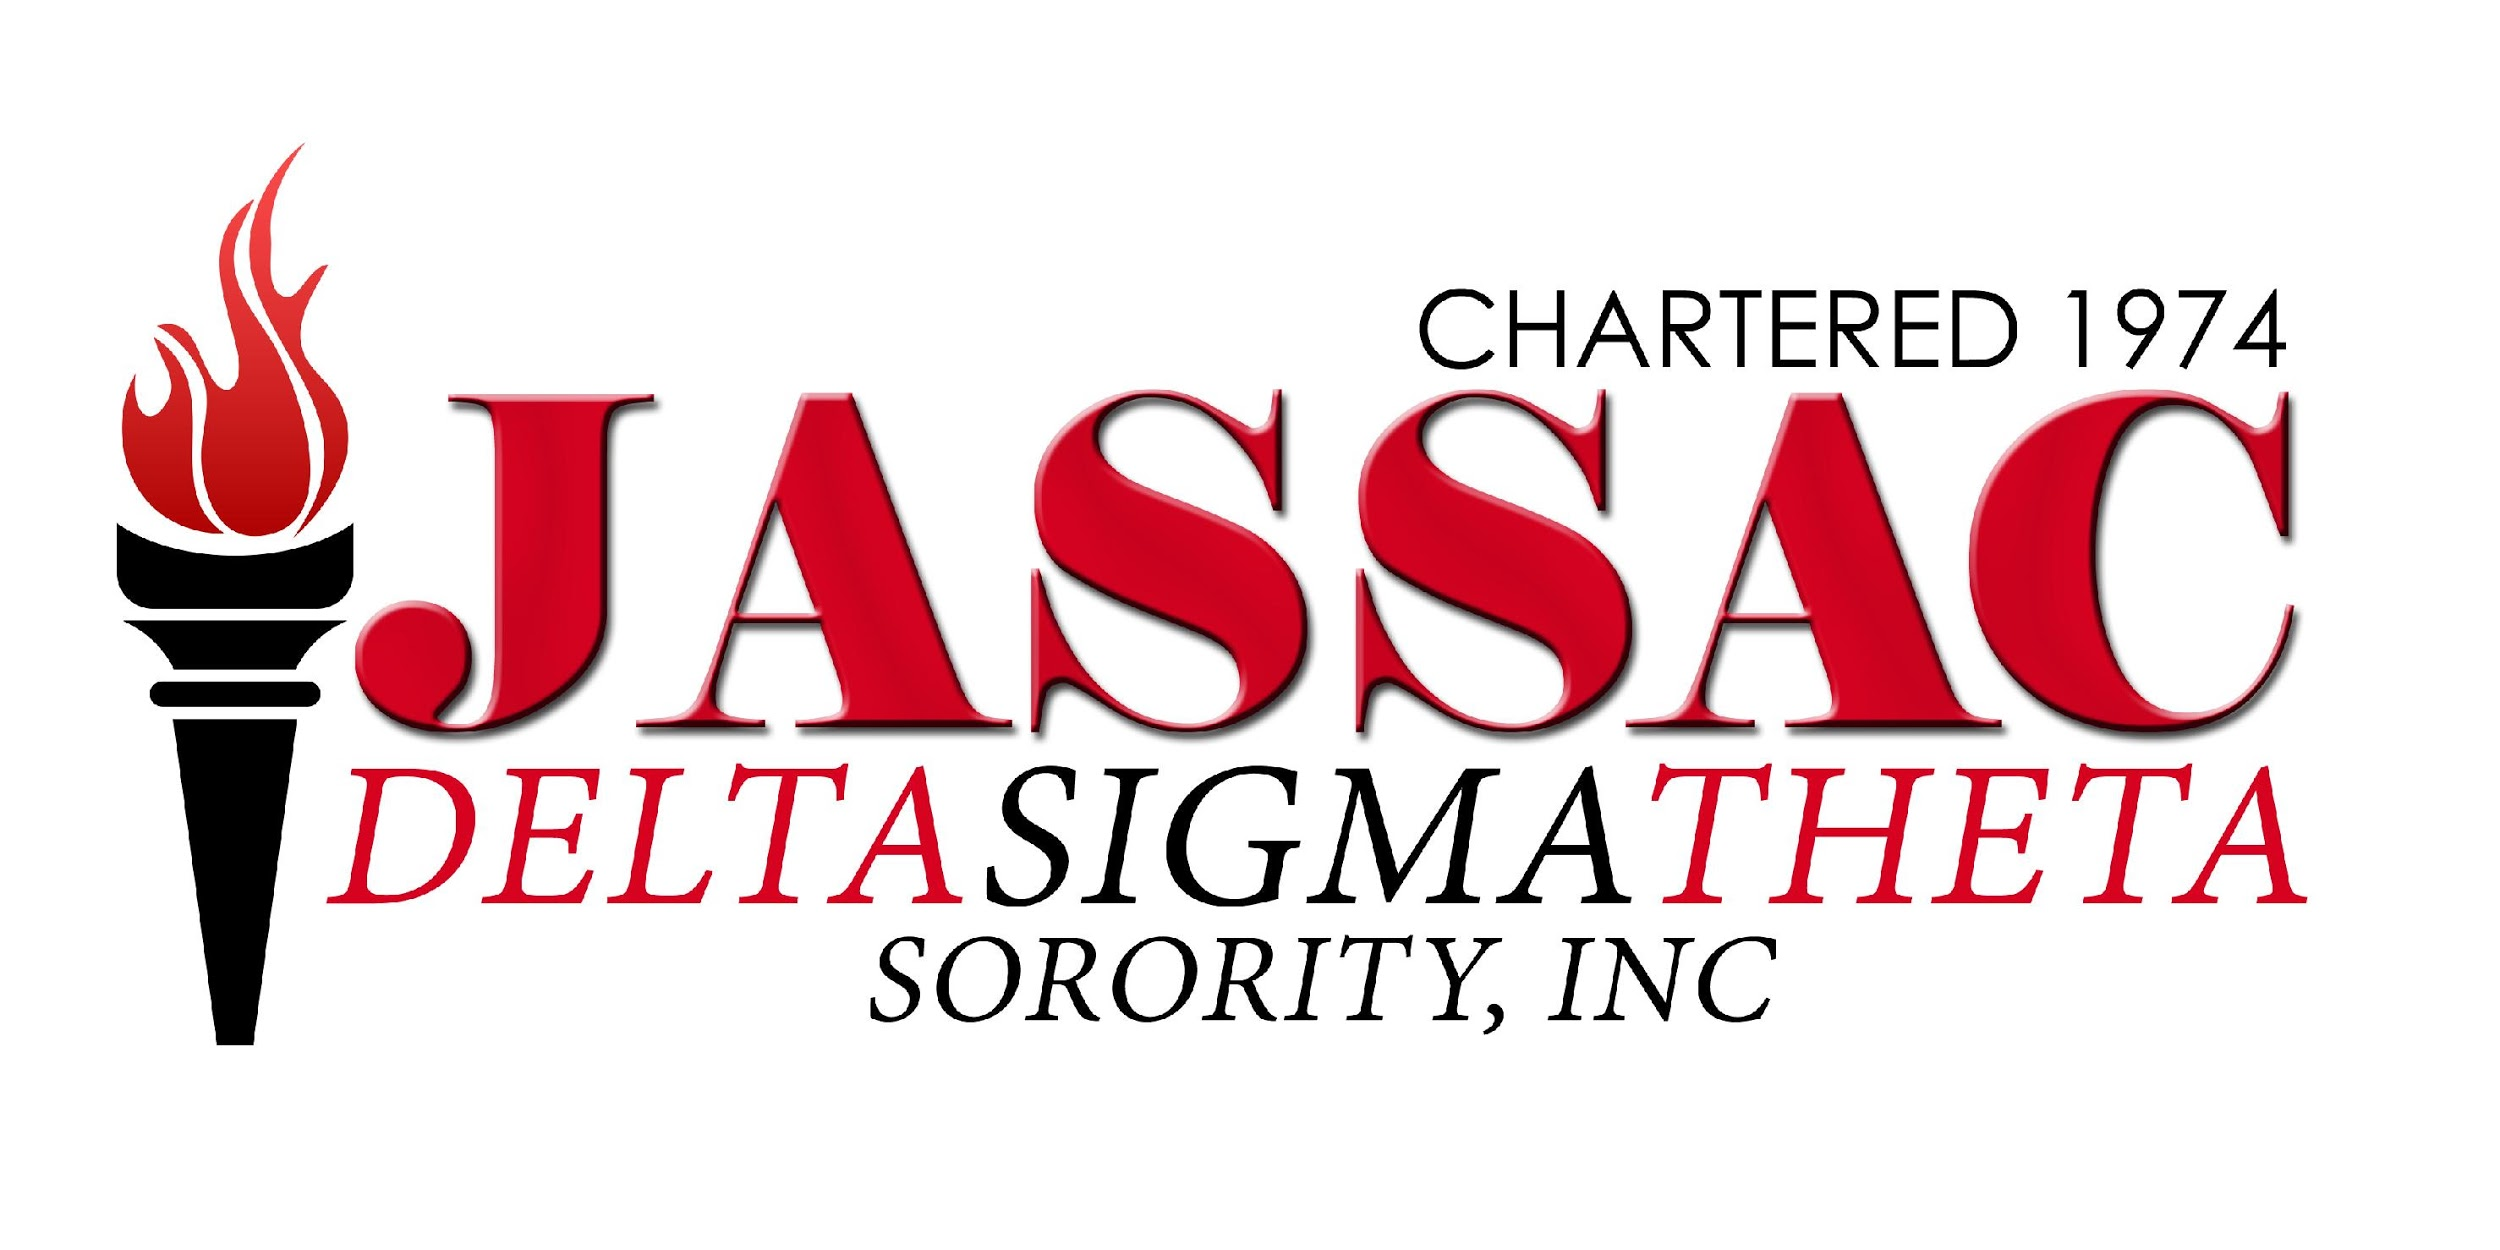 CHARTERED 1974
JASSAC
DELTASIGMATHETA
SORORITY, INC